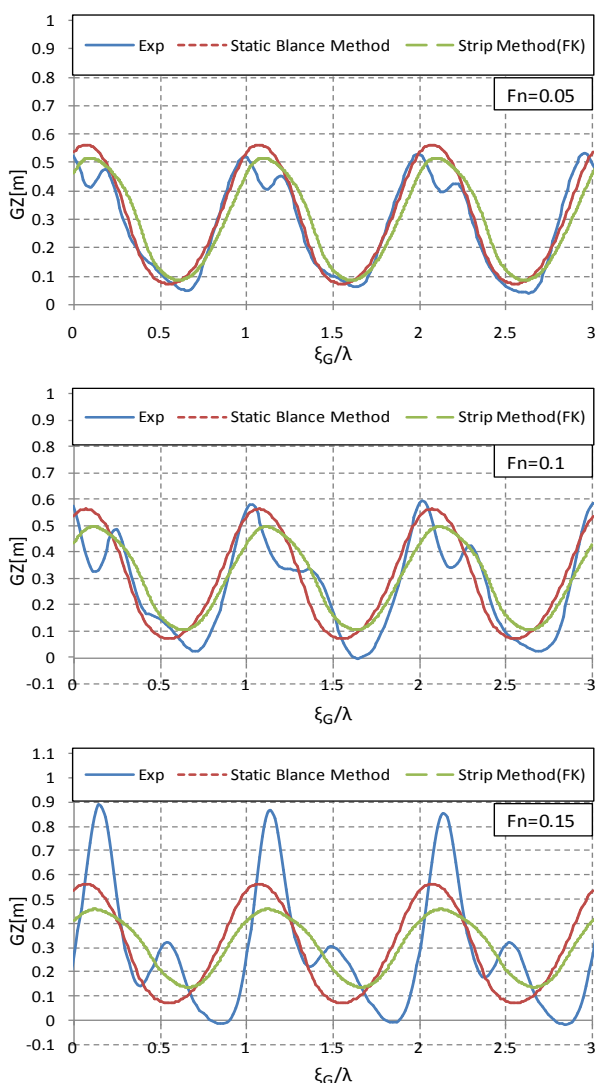 Exp Static Blance Method Strip Method(FK)
Fn=0.05
GZ[m]
1
0.9
0.8
0.7
0.6
0.5
0.4
0.3
0.2
0.1
0
0 0.5 1 1.5 2 2.5 3
ξG/λ
Exp Static Blance Method Strip Method(FK)
Fn=0.1
GZ[m]
1
0.9
0.8
0.7
0.6
0.5
0.4
0.3
0.2
0.1
0
-0.1
0 0.5 1 1.5 2 2.5 3
ξG/λ
Exp Static Blance Method Strip Method(FK)
Fn=0.15
GZ[m]
1.1
1
0.9
0.8
0.7
0.6
0.5
0.4
0.3
0.2
0.1
0
-0.1
0 0.5 1 1.5 2 2.5 3
ξG/λ